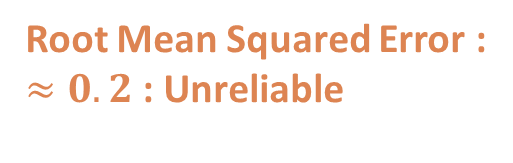 Root Mean Squared Error :
≈ 0. 2 : Unreliable